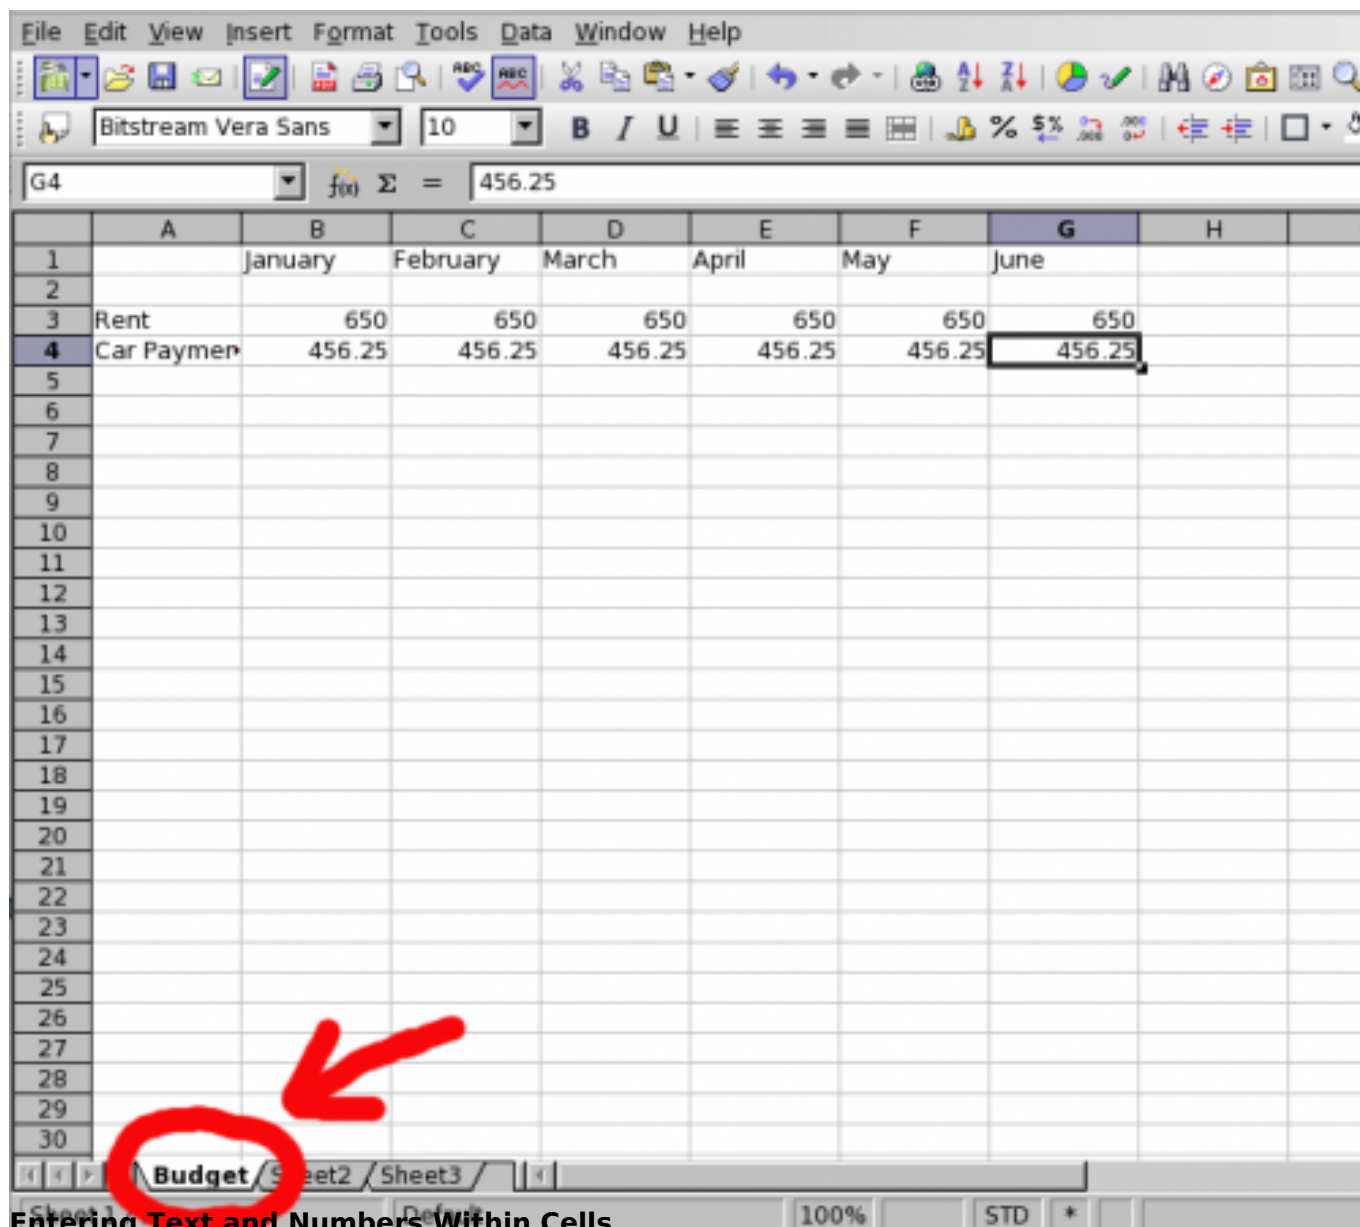 File Edit View Insert Format Tools Data Window Help
Bitstream Vera Sans 10 B I U
G4 f(x) Σ = 456.25
A B C D E F G H
1 January February March April May June
2
3 Rent 650 650 650 650 650 650
4 Car Paymen 456.25 456.25 456.25 456.25 456.25 456.25
5
6
7
8
9
10
11
12
13
14
15
16
17
18
19
20
21
22
23
24
25
26
27
28
29
30
Budget Sheet2 Sheet3
Sheet 1 Default 100% STD *
Entering Text and Numbers Within Cells